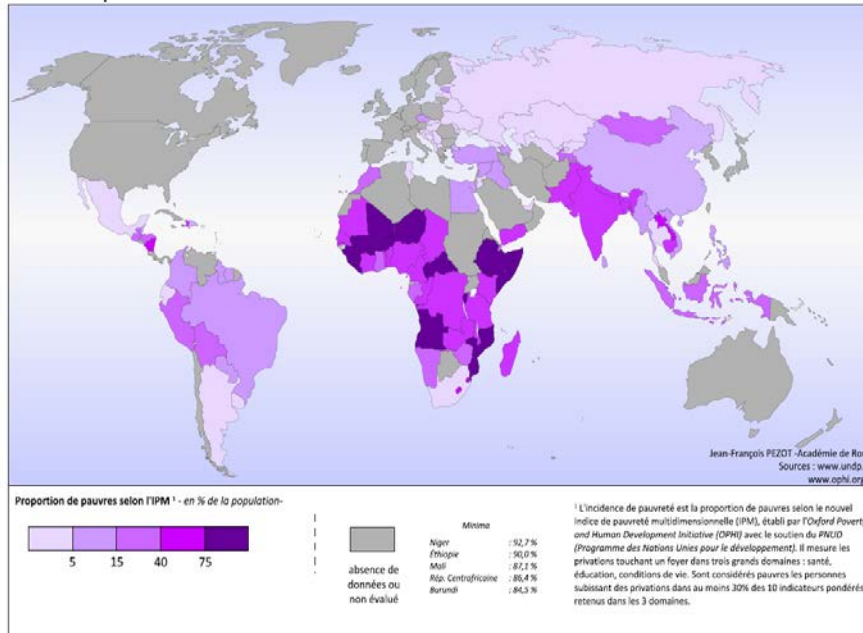 Jean-François PEZOT -Académie de
Sources : www.undp.
www.ophi.org
Proportion de pauvres selon l'IPM ¹ - en % de la population-
5 15 40 75
absence de
données ou
non évalué
Minima
Niger : 92,7 %
Éthiopie : 90,0 %
Mali : 87,1 %
Rép. Centrafricaine : 86,4 %
Burundi : 84,5 %
¹ L'incidence de pauvreté est la proportion de pauvres selon le nouvel
indice de pauvreté multidimensionnelle (IPM), établi par l'Oxford Povert
and Human Development Initiative (OPHI) avec le soutien du PNUD
(Programme des Nations Unies pour le développement). Il mesure les
privations touchant un foyer dans trois grands domaines : santé,
éducation, conditions de vie. Sont considérés pauvres les personnes
subissant des privations dans au moins 30% des 10 indicateurs pondérés
retenus dans les 3 domaines.